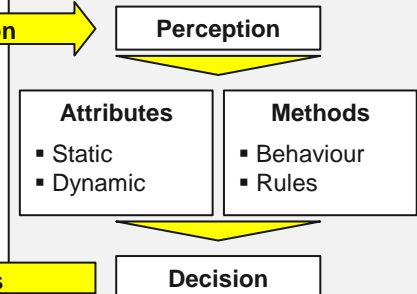 Perception
Attributes
▪ Static
▪ Dynamic
Methods
▪ Behaviour
▪ Rules
Decision